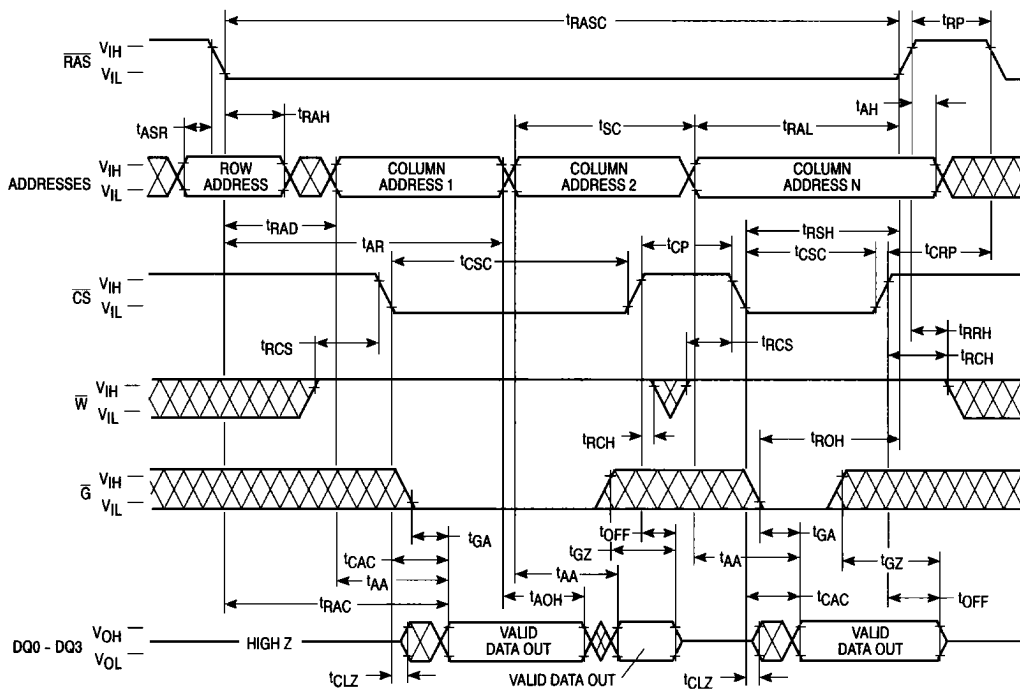 tRASC
tRP
RAS
VIH
VIL
tASR
tRAH
tAH
tSC
tRAL
ADDRESSES
VIH
VIL
ROW
ADDRESS
COLUMN
ADDRESS 1
COLUMN
ADDRESS 2
COLUMN
ADDRESS N
tRAD
tAR
tRSH
tCSC
tCP
tCSC
tCRP
CS
VIH
VIL
tRCS
tRCS
tRRH
tRCH
W
VIH
VIL
tRCH
tROH
G
VIH
VIL
tGA
tOFF
tGA
tCAC
tGZ
tAA
tGZ
tAA
tAA
tCAC
tRAC
tAOH
tOFF
DQ0 - DQ3
VOH
VOL
HIGH Z
VALID
DATA OUT
VALID
DATA OUT
tCLZ
VALID DATA OUT
tCLZ